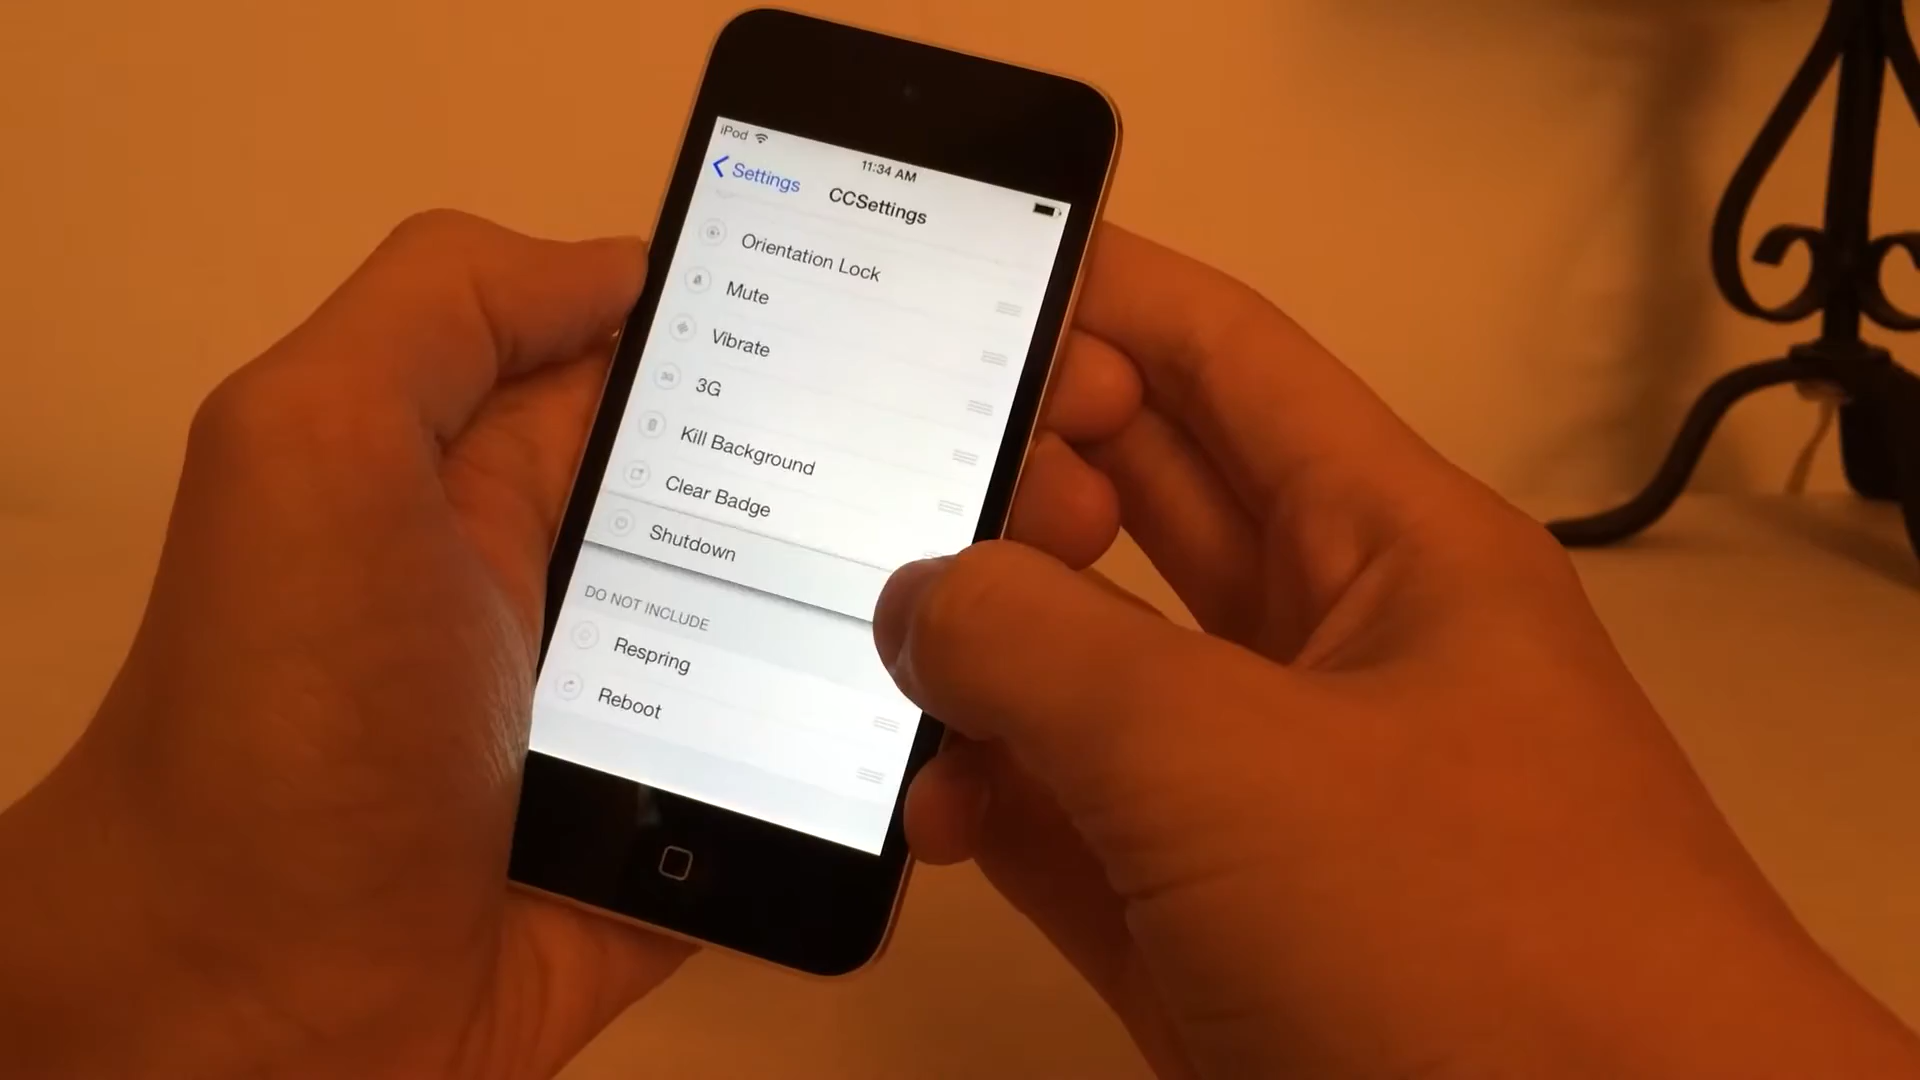 iPod
11:34 AM
Settings
CCSettings
Orientation Lock
Mute
Vibrate
3G
Kill Background
Clear Badge
Shutdown
DO NOT INCLUDE
Respring
Reboot